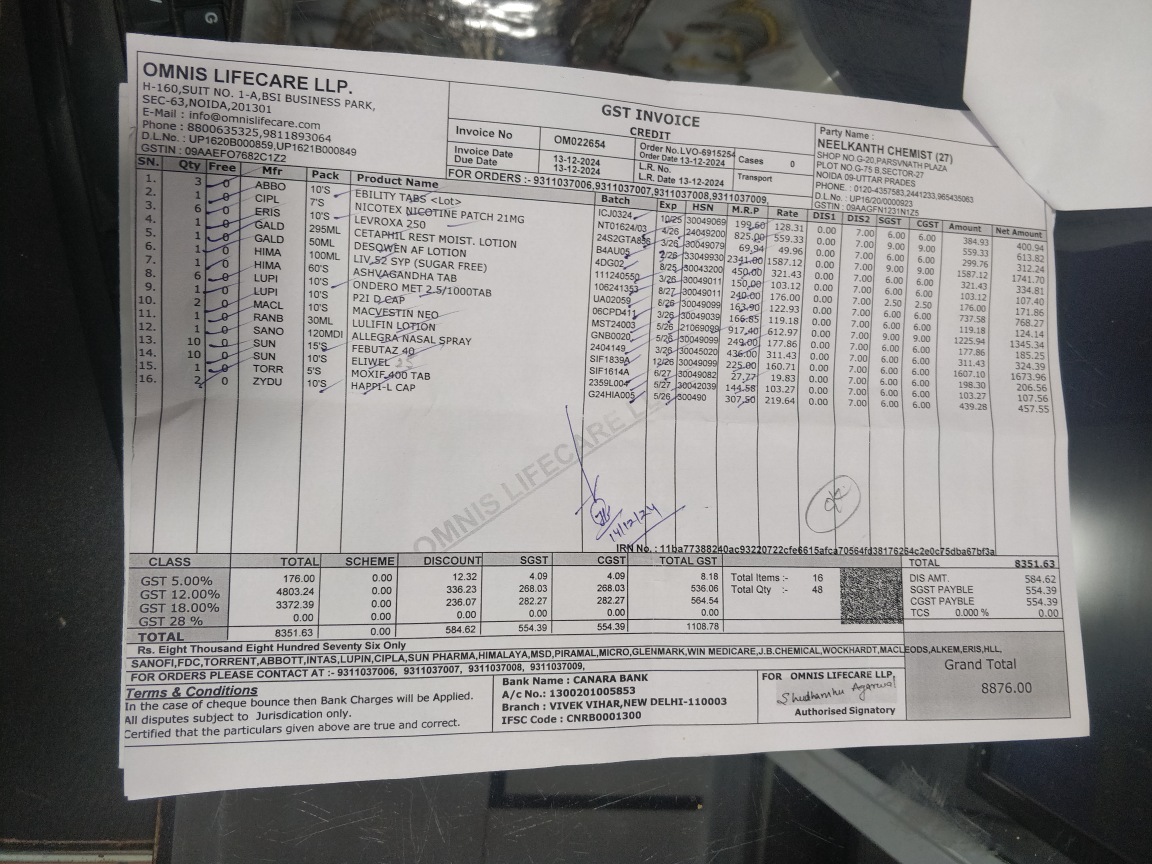 OMNIS LIFECARE LLP.
H-160,SUIT NO. 1-A,BSI BUSINESS PARK,
SEC-63,NOIDA,201301
E-Mail : info@omnislifecare.com
Phone : 8800635325,9811893064
D.L.No. : UP1620B000859,UP1621B000849
GSTIN : 09AAEFO7682C1Z2
GST INVOICE
CREDIT
Invoice No OM022654
Invoice Date 13-12-2024
Due Date 13-12-2024
Order No.LVO-6915254
Order Date 13-12-2024
L.R. No.
L.R. Date 13-12-2024
Cases 0
Transport
FOR ORDERS :- 9311037006,9311037007,9311037008,9311037009,
Party Name :
NEELKANTH CHEMIST (27)
SHOP NO.G-20,PARSVNATH PLAZA
PLOT NO.G-75 B,SECTOR-27
NOIDA 09-UTTAR PRADES
PHONE. : 0120-4357583,2441233,965435063
D.L.No. : UP16/20/0000923
GSTIN : 09AAGFN1231N1Z5
SN. Qty Free Mfr Pack Product Name Batch Exp HSN M.R.P Rate DIS1 DIS2 SGST CGST Amount Net Amount
1. 3 0 ABBO 10'S EBILITY TABS <Lot> ICJ0324 10/25 30049069 199.60 128.31 0.00 7.00 6.00 6.00 384.93 400.94
2. 1 0 CIPL 7'S NICOTEX NICOTINE PATCH 21MG NT01624/03 4/26 24049200 825.00 559.33 0.00 7.00 9.00 9.00 559.33 613.82
3. 6 0 ERIS 10'S LEVROXA 250 24S2GTA856 3/26 30049079 69.94 49.96 0.00 7.00 6.00 6.00 299.76 312.24
4. 1 0 GALD 295ML CETAPHIL REST MOIST. LOTION B4AU05 2/26 33049930 2341.00 1587.12 0.00 7.00 9.00 9.00 1587.12 1741.70
5. 1 0 GALD 50ML DESQWEN AF LOTION 4DG02 8/25 30043200 450.00 321.43 0.00 7.00 6.00 6.00 321.43 334.81
6. 1 0 HIMA 100ML LIV.52 SYP (SUGAR FREE) 111240550 3/26 30049011 150.00 103.12 0.00 7.00 6.00 6.00 103.12 107.40
7. 1 0 HIMA 60'S ASHVAGANDHA TAB 106241353 8/27 30049011 240.00 176.00 0.00 7.00 2.50 2.50 176.00 171.86
8. 6 0 LUPI 10'S ONDERO MET 2.5/1000TAB UA02059 8/26 30049099 163.90 122.93 0.00 7.00 6.00 6.00 737.58 768.27
9. 1 0 LUPI 10'S P2I D CAP 06CPD411 3/26 30049039 166.85 119.18 0.00 7.00 6.00 6.00 119.18 124.14
10. 2 0 MACL 10'S MACVESTIN NEO MST24003 5/26 21069099 917.40 612.97 0.00 7.00 9.00 9.00 1225.94 1345.34
11. 1 0 RANB 30ML LULIFIN LOTION GNB0020 3/26 30049099 249.00 177.86 0.00 7.00 6.00 6.00 177.86 185.25
12. 1 0 SANO 120MDI ALLEGRA NASAL SPRAY 2404149 3/26 30045020 436.00 311.43 0.00 7.00 6.00 6.00 311.43 324.39
13. 10 0 SUN 15'S FEBUTAZ 40 SIF1839A 12/26 30049099 225.00 160.71 0.00 7.00 6.00 6.00 1607.10 1673.96
14. 10 0 SUN 10'S ELIWEL SIF1614A 6/27 30049082 27.77 19.83 0.00 7.00 6.00 6.00 198.30 206.56
15. 1 0 TORR 5'S MOXIF 400 TAB 2359L004 5/27 30042039 144.58 103.27 0.00 7.00 6.00 6.00 103.27 107.56
16. 2 0 ZYDU 10'S HAPPI-L CAP G24HIA005 5/26 300490 307.50 219.64 0.00 7.00 6.00 6.00 439.28 457.55
OMNIS LIFECARE L
14/12/24
ok
IRN No. : 11ba77388240ac93220722cfe6615afca70564fd38176264c2e0c75dba67bf3a
CLASS TOTAL SCHEME DISCOUNT SGST CGST TOTAL GST
GST 5.00% 176.00 0.00 12.32 4.09 4.09 8.18
GST 12.00% 4803.24 0.00 336.23 268.03 268.03 536.06
GST 18.00% 3372.39 0.00 236.07 282.27 282.27 564.54
GST 28 % 0.00 0.00 0.00 0.00 0.00 0.00
TOTAL 8351.63 0.00 584.62 554.39 554.39 1108.78
Total Items :- 16
Total Qty :- 48
TOTAL 8351.63
DIS AMT. 584.62
SGST PAYBLE 554.39
CGST PAYBLE 554.39
TCS 0.000 % 0.00
Rs. Eight Thousand Eight Hundred Seventy Six Only
SANOFI,FDC,TORRENT,ABBOTT,INTAS,LUPIN,CIPLA,SUN PHARMA,HIMALAYA,MSD,PIRAMAL,MICRO,GLENMARK,WIN MEDICARE,J.B.CHEMICAL,WOCKHARDT,MACLEODS,ALKEM,ERIS,HLL,
FOR ORDERS PLEASE CONTACT AT :- 9311037006, 9311037007, 9311037008, 9311037009,
Grand Total
8876.00
Terms & Conditions
In the case of cheque bounce then Bank Charges will be Applied.
All disputes subject to Jurisdation only.
Certified that the particulars given above are true and correct.
Bank Name : CANARA BANK
A/c No.: 1300201005853
Branch : VIVEK VIHAR,NEW DELHI-110003
IFSC Code : CNRB0001300
FOR OMNIS LIFECARE LLP.
Shudhanshu Agarwal
Authorised Signatory
G